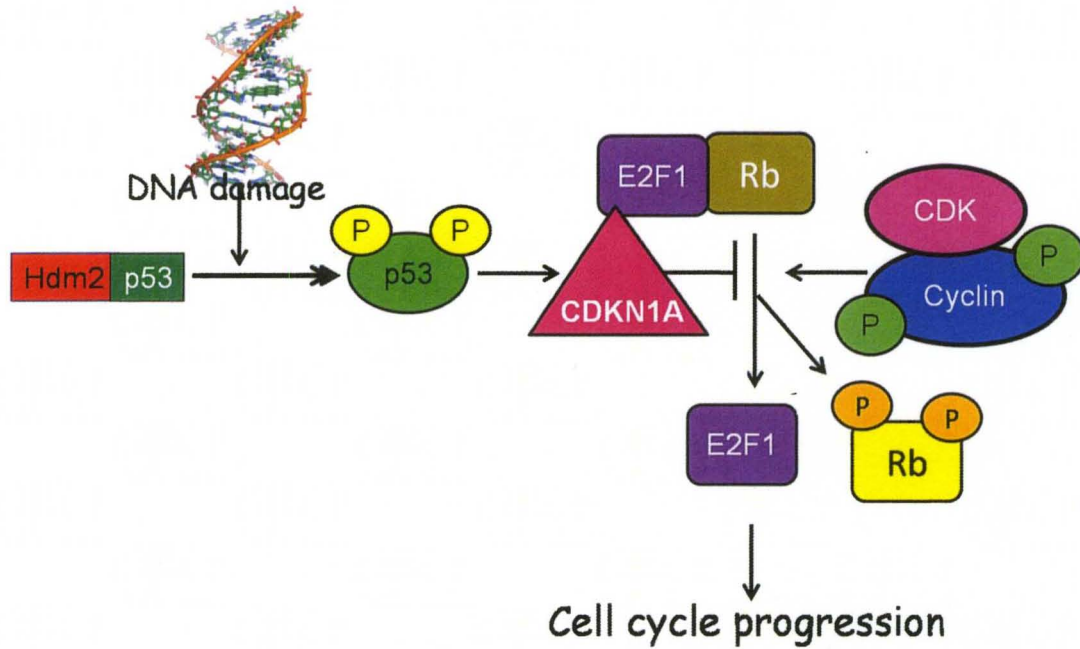 DNA damage
Hdm2 p53
P P
p53
E2F1 Rb
CDKN1A
CDK
P
Cyclin
P
E2F1
P P
Rb
Cell cycle progression